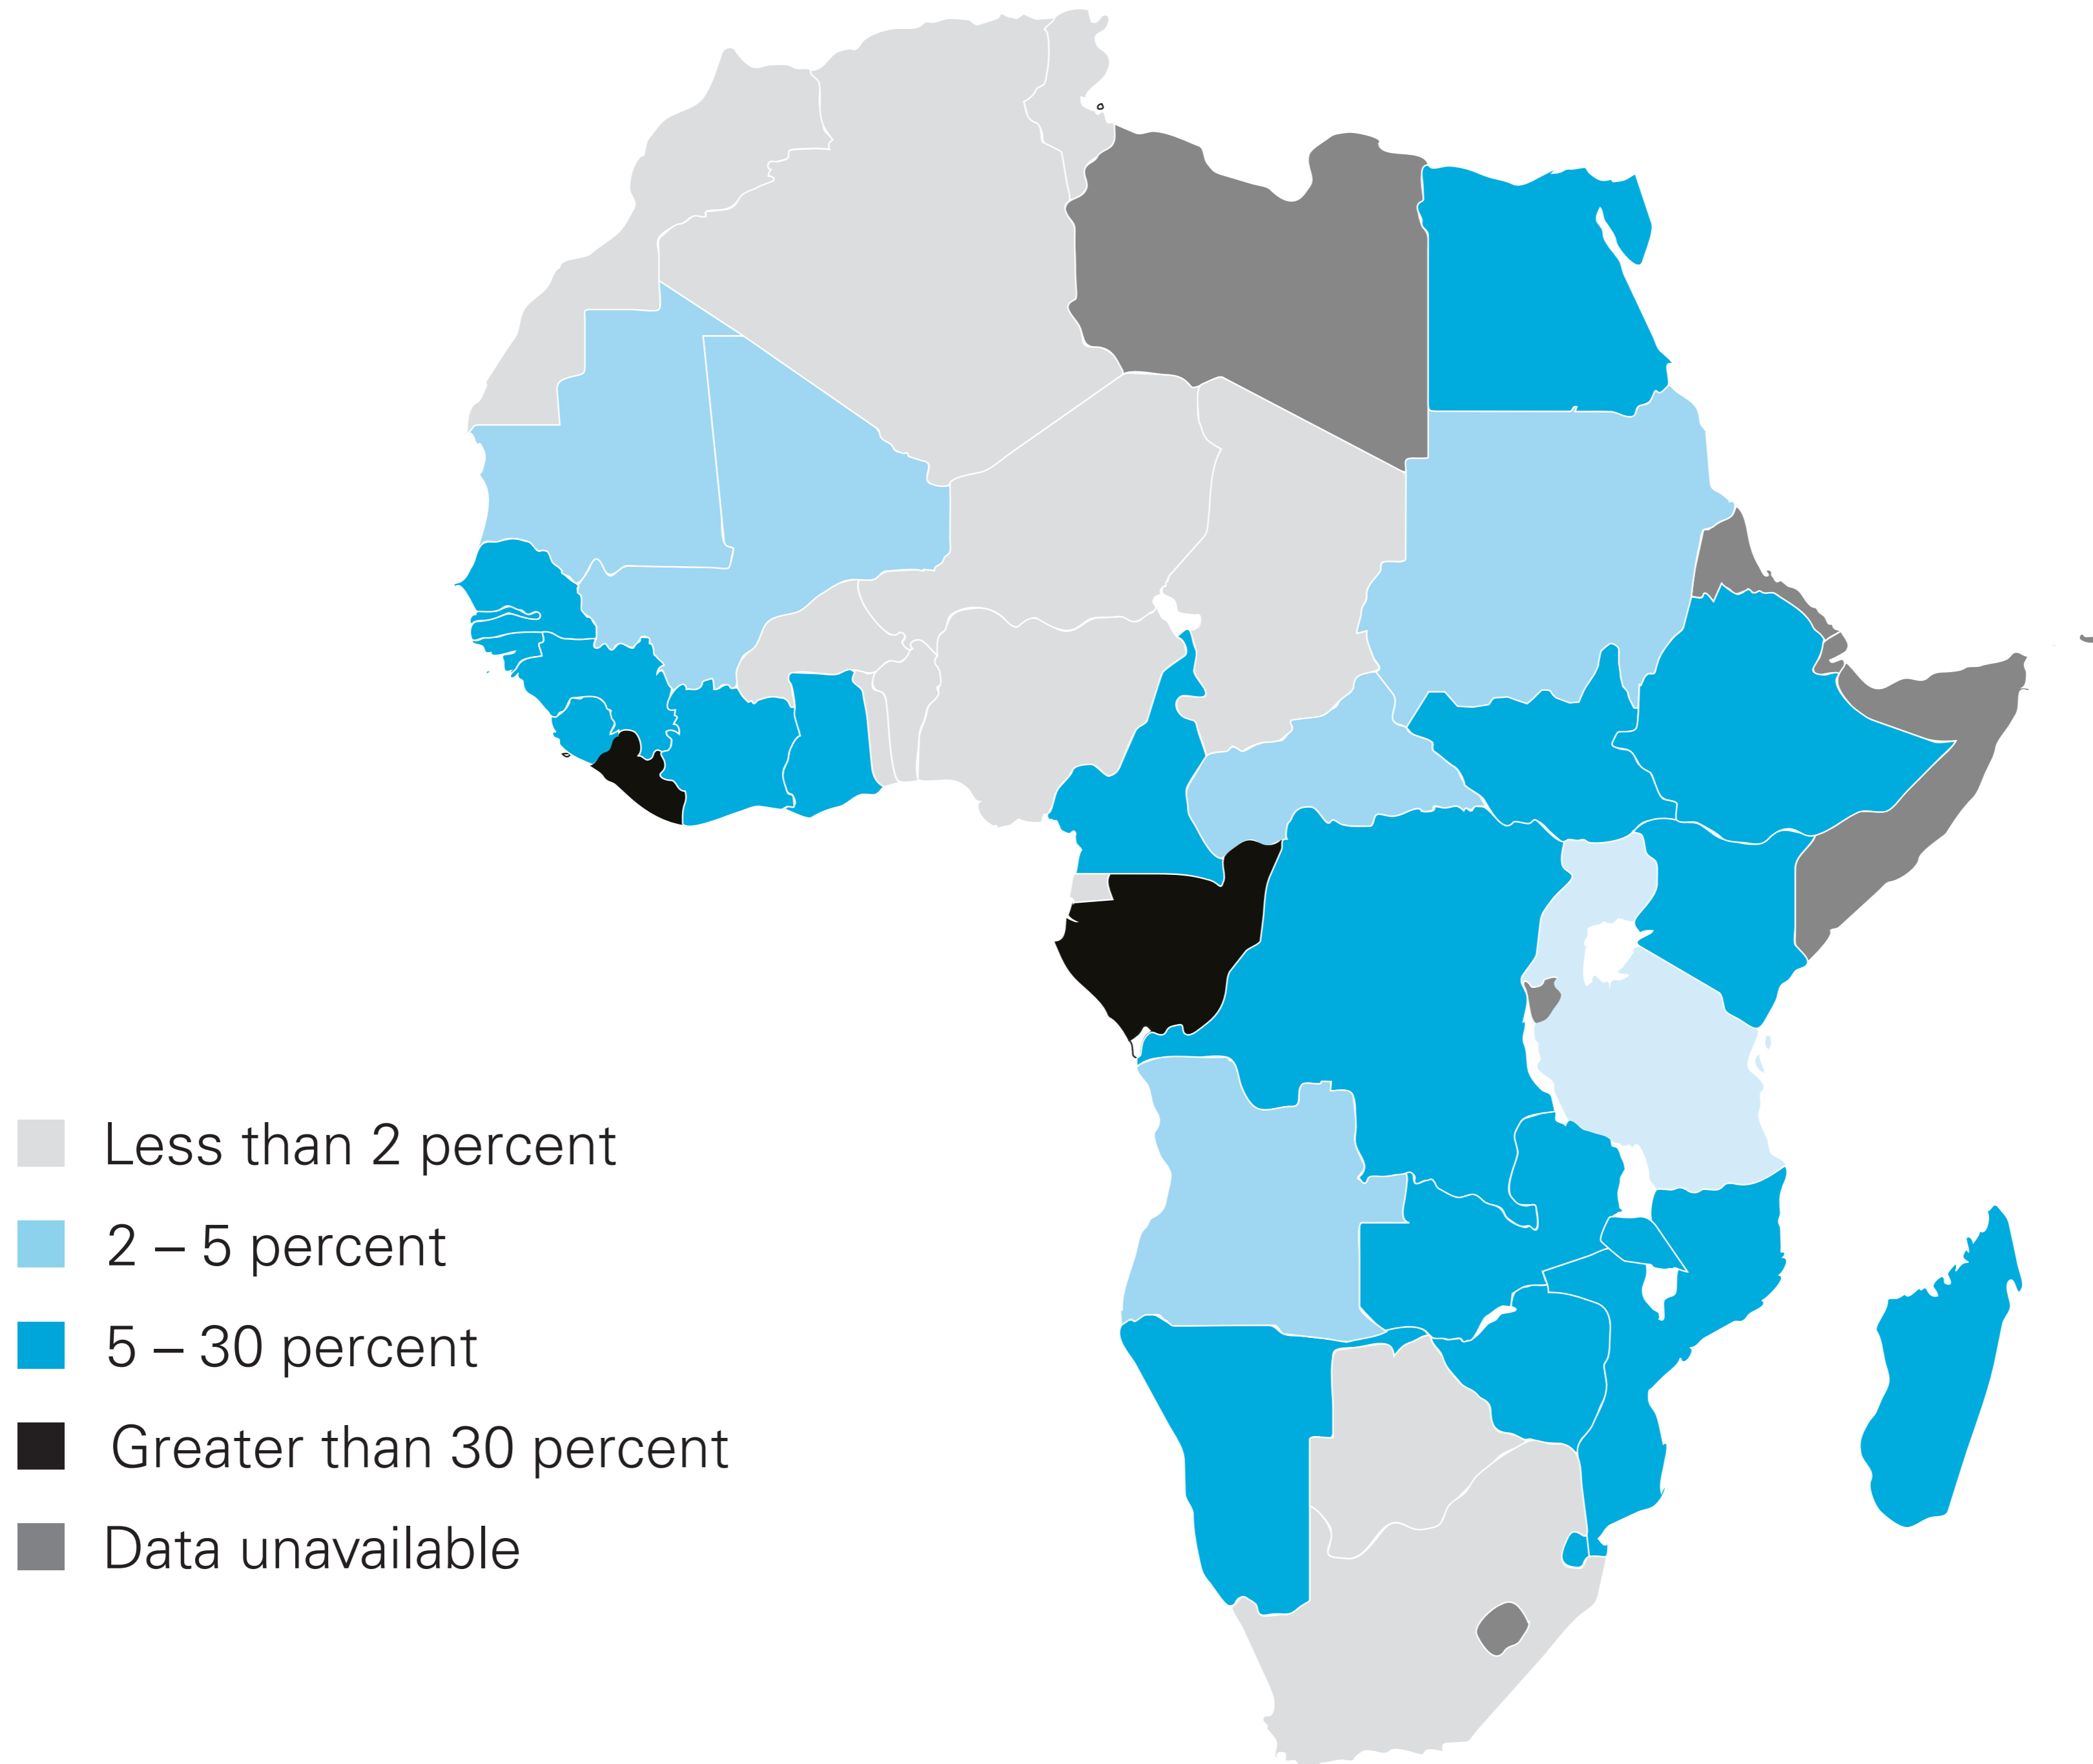 Less than 2 percent
2 – 5 percent
5 – 30 percent
Greater than 30 percent
Data unavailable